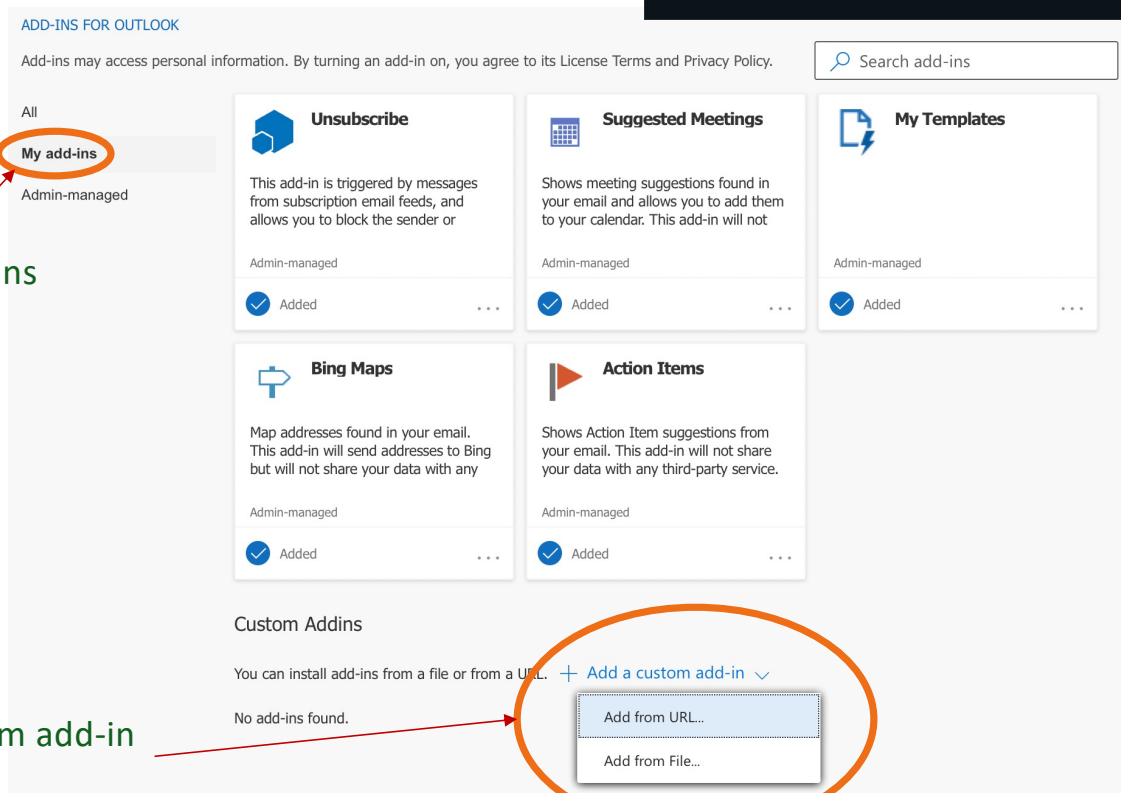 ADD-INS FOR OUTLOOK
Add-ins may access personal information. By turning an add-in on, you agree to its License Terms and Privacy Policy.
Search add-ins
All
My add-ins
Admin-managed
ns
Unsubscribe
This add-in is triggered by messages
from subscription email feeds, and
allows you to block the sender or
Admin-managed
Added
...
Suggested Meetings
Shows meeting suggestions found in
your email and allows you to add them
to your calendar. This add-in will not
Admin-managed
Added
...
My Templates
Admin-managed
Added
...
Bing Maps
Map addresses found in your email.
This add-in will send addresses to Bing
but will not share your data with any
Admin-managed
Added
...
Action Items
Shows Action Item suggestions from
your email. This add-in will not share
your data with any third-party service.
Admin-managed
Added
...
Custom Addins
You can install add-ins from a file or from a URL. + Add a custom add-in
No add-ins found.
Add from URL...
Add from File...
m add-in